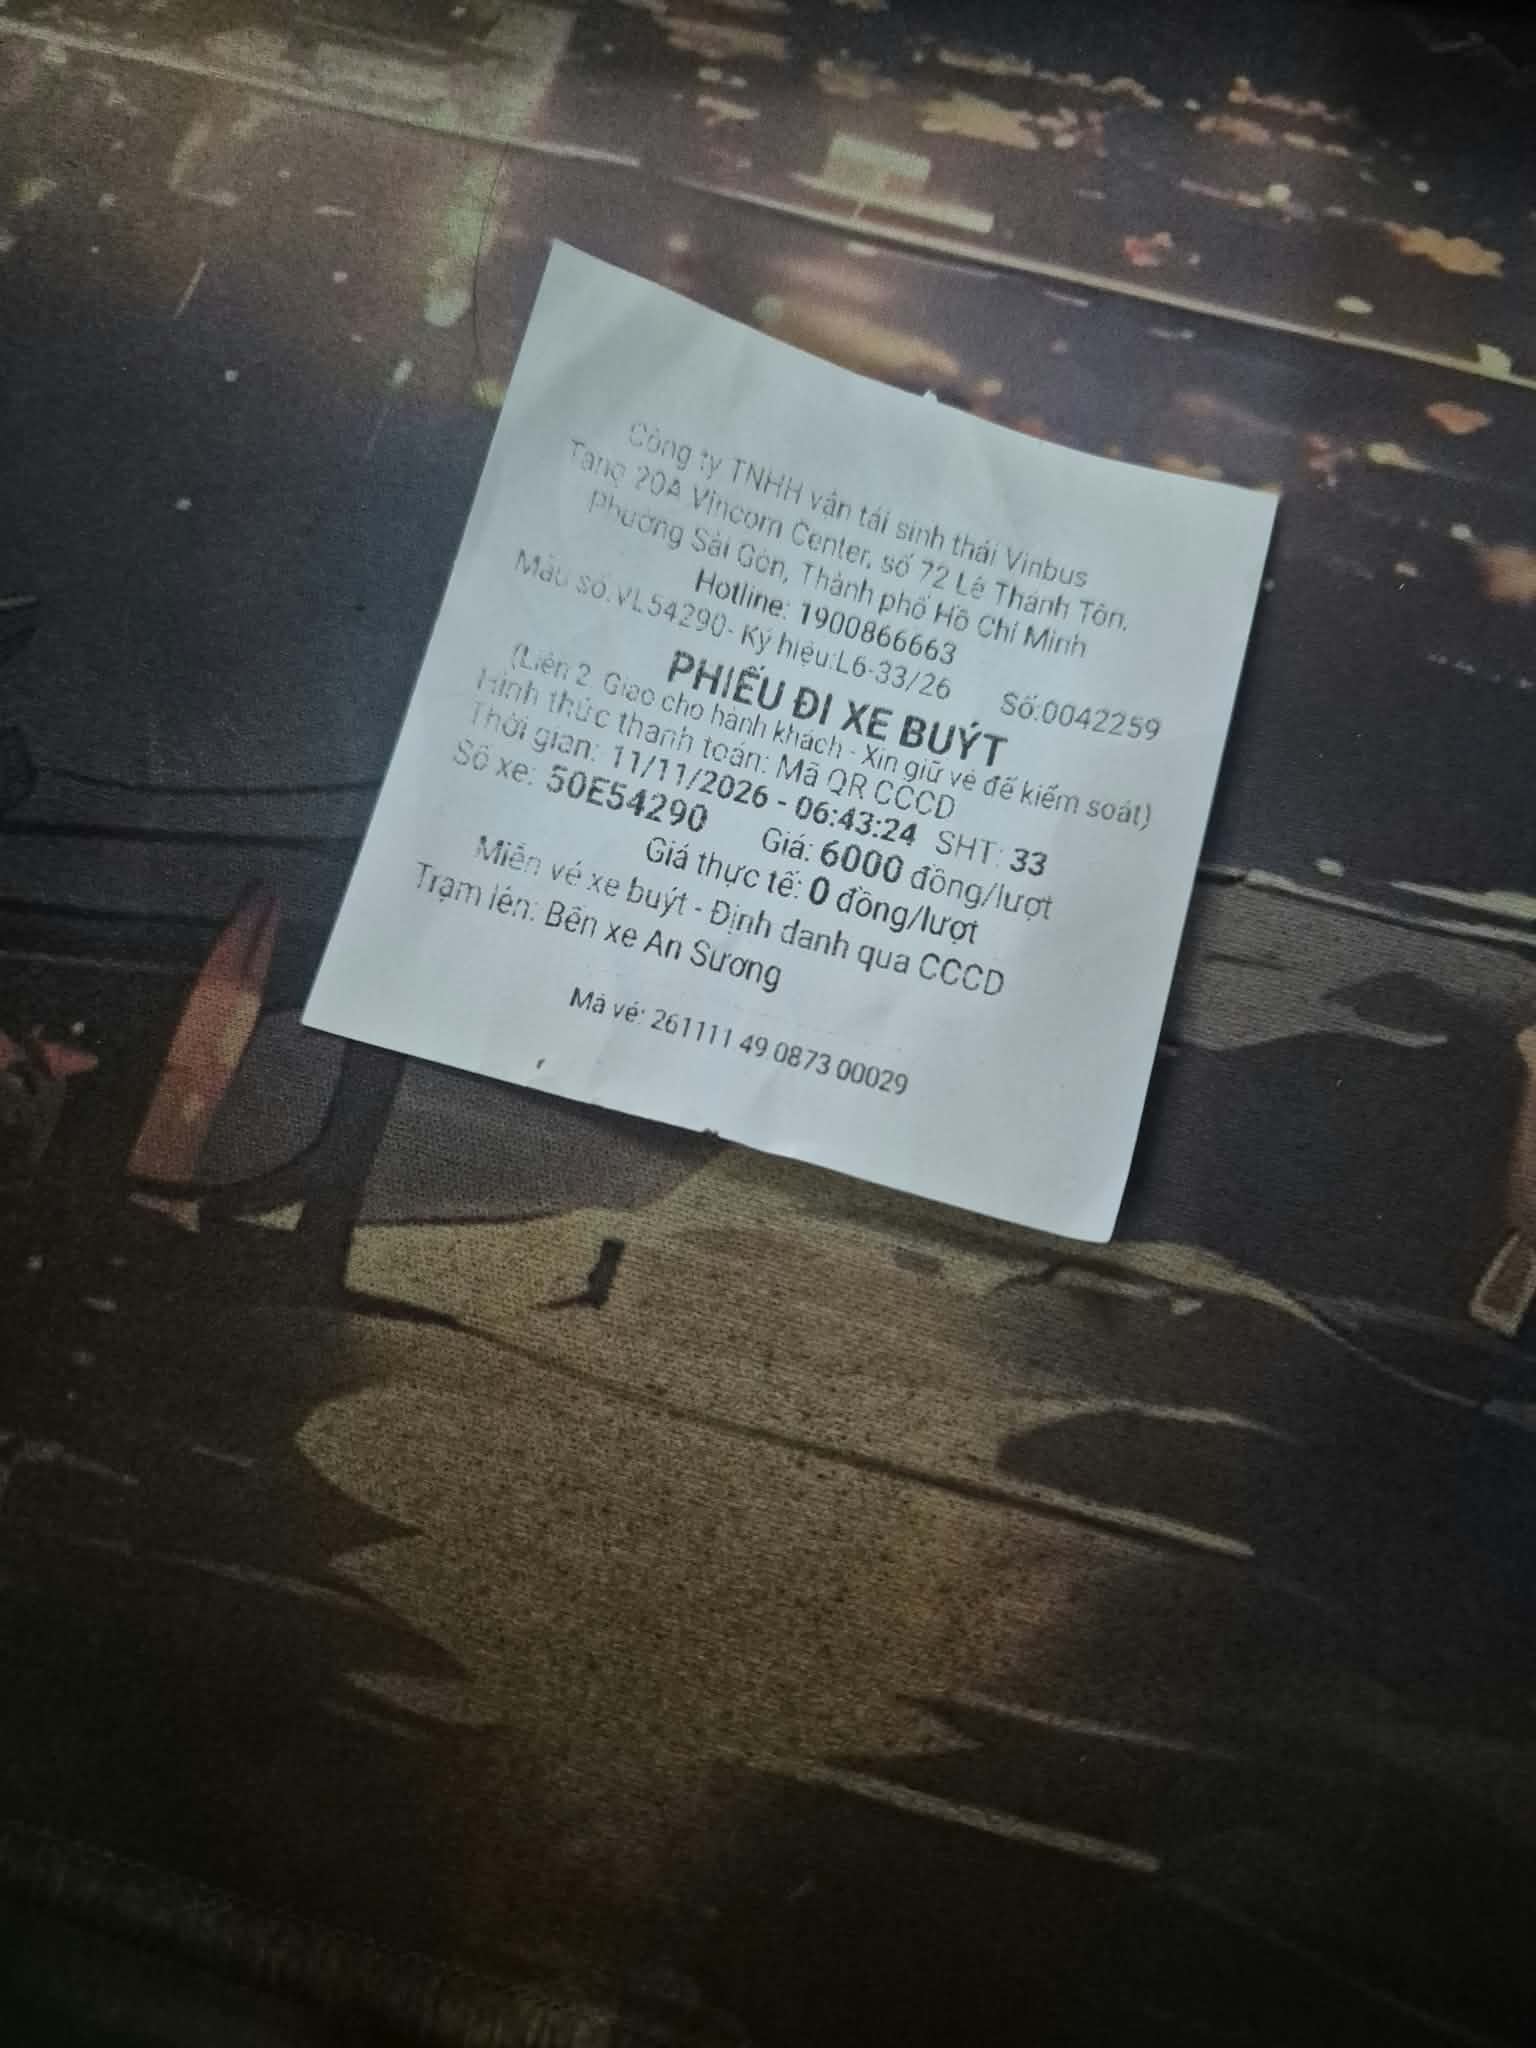 Công ty TNHH vận tải sinh thái Vinbus
Tầng 20A Vincom Center, số 72 Lê Thánh Tôn,
Phường Sài Gòn, Thành phố Hồ Chí Minh
Hotline: 1900866663
Mẫu số:VL54290- Ký hiệu:L6-33/26 Số:0042259
PHIẾU ĐI XE BUÝT
(Liên 2: Giao cho hành khách - Xin giữ vé để kiểm soát)
Hình thức thanh toán: Mã QR CCCD
Thời gian: 11/11/2026 - 06:43:24 SHT: 33
Số xe: 50E54290 Giá: 6000 đồng/lượt
Giá thực tế: 0 đồng/lượt
Miễn vé xe buýt - Định danh qua CCCD
Trạm lên: Bến xe An Sương
Mã vé: 261111 49 0873 00029